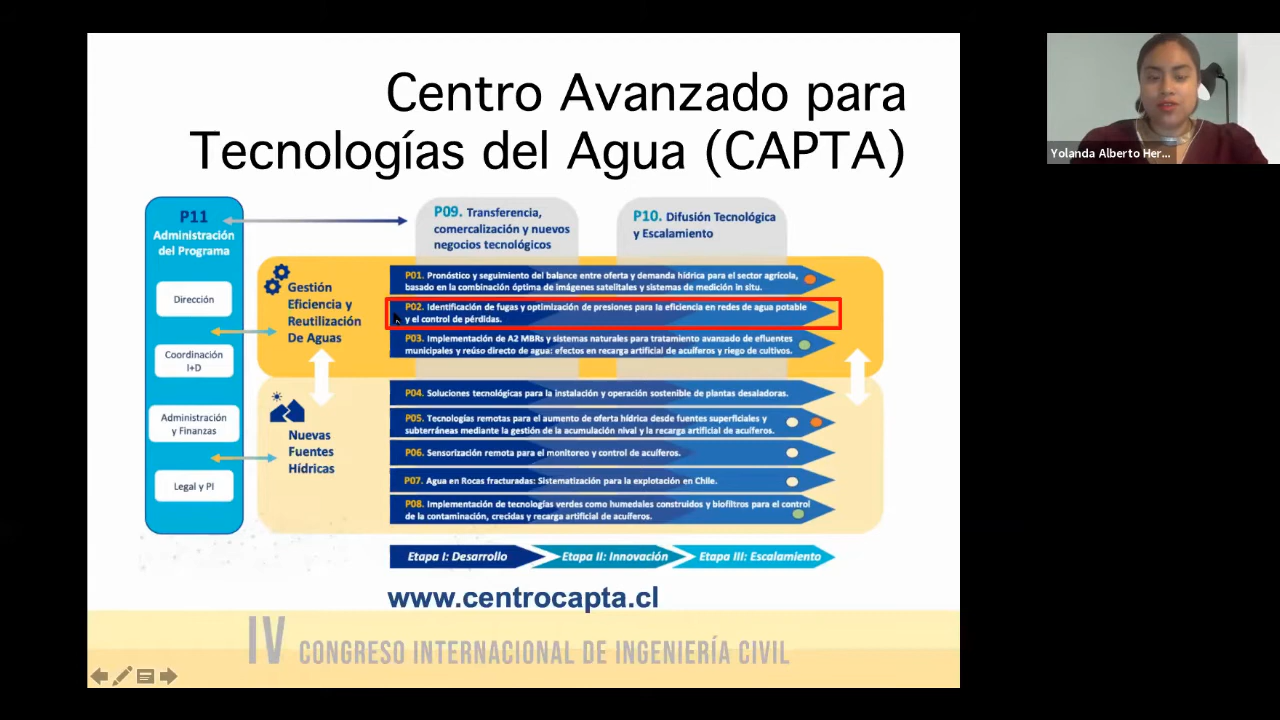 Centro Avanzado para
Tecnologías del Agua (CAPTA)
Yolanda Alberto Her...
P11
Administración
del Programa
Dirección
Coordinación
I+D
Administración
y Finanzas
Legal y PI
P09. Transferencia,
comercalización y nuevos
negocios tecnológicos
P10. Difusión Tecnológica
y Escalamiento
Gestión
Eficiencia y
Reutilización
De Aguas
P01. Pronóstico y seguimiento del balance entre oferta y demanda hídrica para el sector agrícola,
basado en la combinación óptima de imágenes satelitales y sistemas de medición in situ.
P02. Identificación de fugas y optimización de presiones para la eficiencia en redes de agua potable
y el control de pérdidas.
P03. Implementación de A2 MBRs y sistemas naturales para tratamiento avanzado de efluentes
municipales y reúso directo de agua: efectos en recarga artificial de acuíferos y riego de cultivos.
Nuevas
Fuentes
Hídricas
P04. Soluciones tecnológicas para la instalación y operación sostenible de plantas desaladoras.
P05. Tecnologías remotas para el aumento de oferta hídrica desde fuentes superficiales y
subterráneas mediante la gestión de la acumulación nival y la recarga artificial de acuíferos.
P06. Sensorización remota para el monitoreo y control de acuíferos.
P07. Agua en Rocas fracturadas: Sistematización para la explotación en Chile.
P08. Implementación de tecnologías verdes como humedales construidos y biofiltros para el control
de la contaminación, crecidas y recarga artificial de acuíferos.
Etapa I: Desarrollo
Etapa II: Innovación
Etapa III: Escalamiento
www.centrocapta.cl
IV CONGRESO INTERNACIONAL DE INGENIERÍA CIVIL